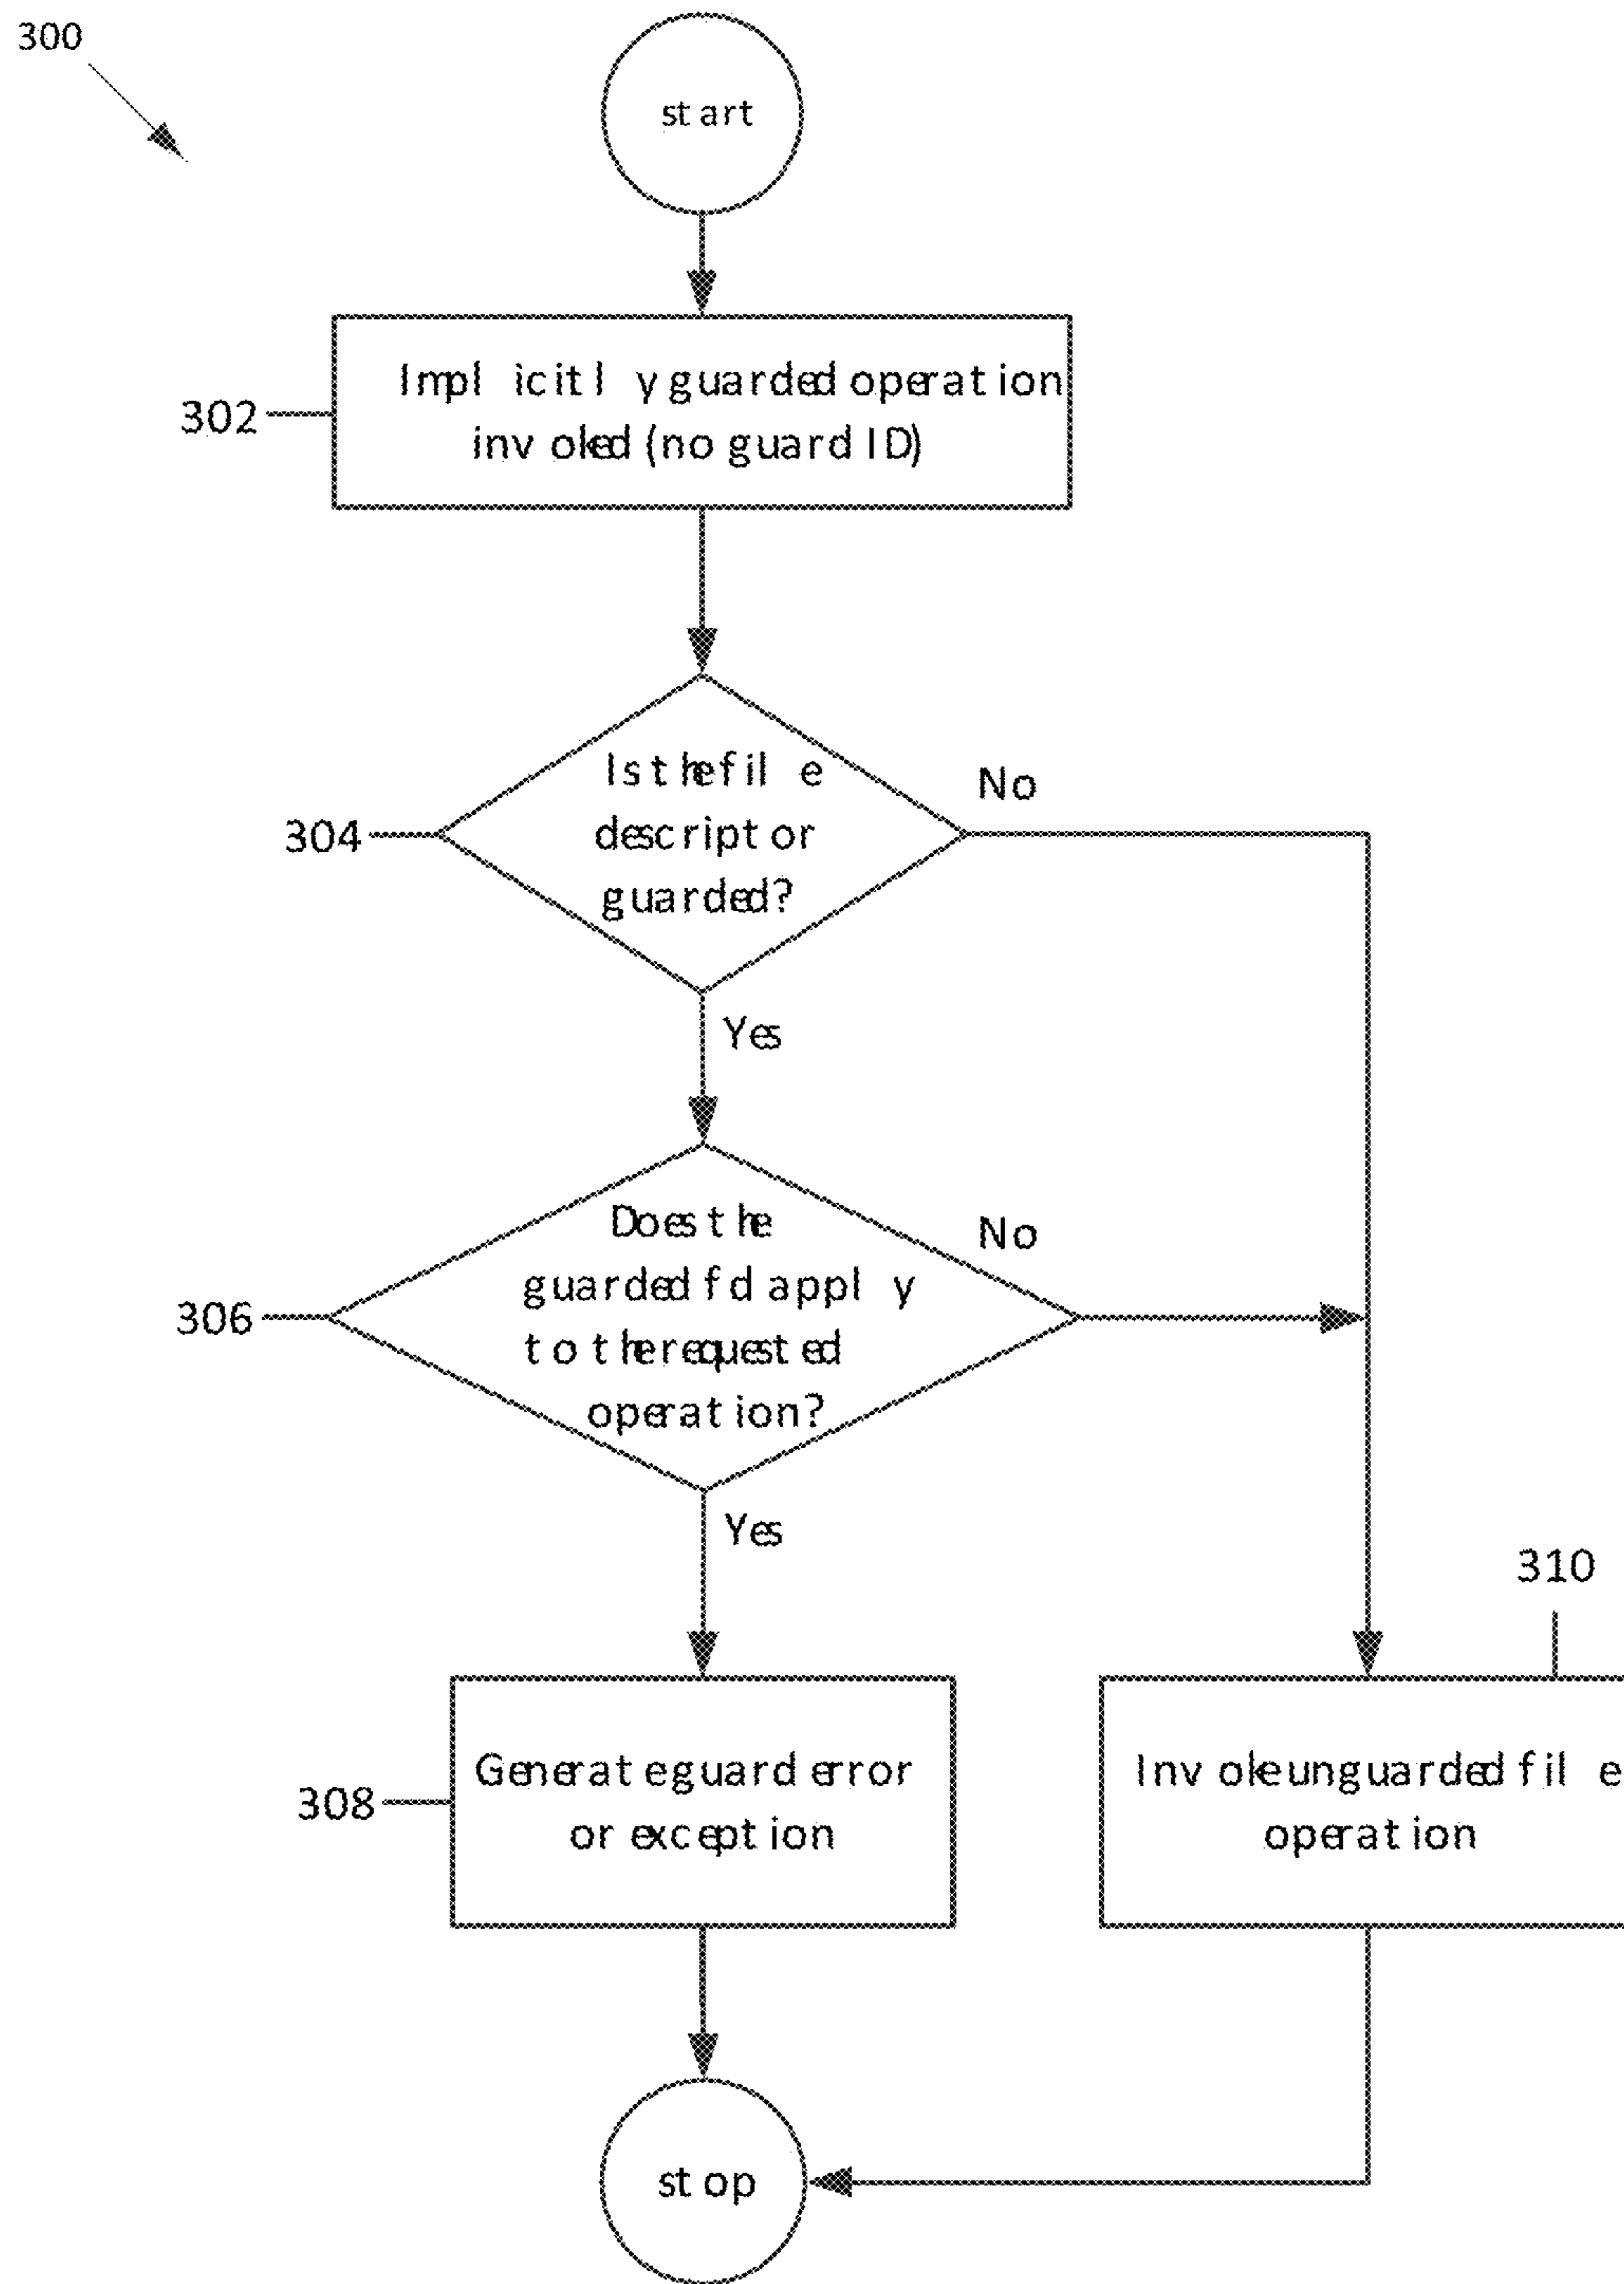 300
start
302
Implicitly guarded operation
invoked (no guard ID)
304
Is the file
descriptor
guarded?
No
Yes
306
Does the
guarded fd apply
to the requested
operation?
No
Yes
310
308
Generate guard error
or exception
Invoke unguarded file
operation
stop